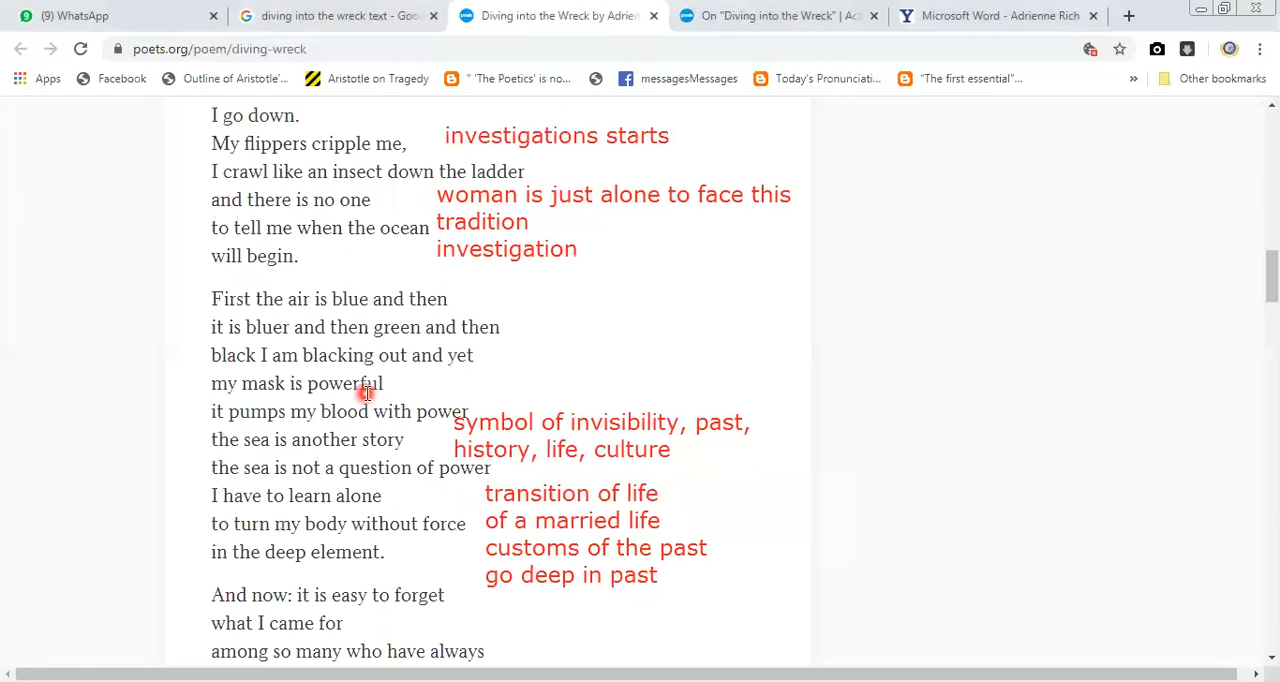 (9) WhatsApp
diving into the wreck text - Goo
Diving into the Wreck by Adrien
On "Diving into the Wreck" | Ac
Microsoft Word - Adrienne Rich
poets.org/poem/diving-wreck
Apps
Facebook
Outline of Aristotle'...
Aristotle on Tragedy
" 'The Poetics' is no...
messagesMessages
Today's Pronunciati...
"The first essential"...
Other bookmarks
I go down.
My flippers cripple me,
investigations starts
I crawl like an insect down the ladder
and there is no one
woman is just alone to face this
to tell me when the ocean
tradition
will begin.
investigation
First the air is blue and then
it is bluer and then green and then
black I am blacking out and yet
my mask is powerful
it pumps my blood with power
symbol of invisibility, past,
the sea is another story
history, life, culture
the sea is not a question of power
I have to learn alone
transition of life
to turn my body without force
of a married life
in the deep element.
customs of the past
go deep in past
And now: it is easy to forget
what I came for
among so many who have always